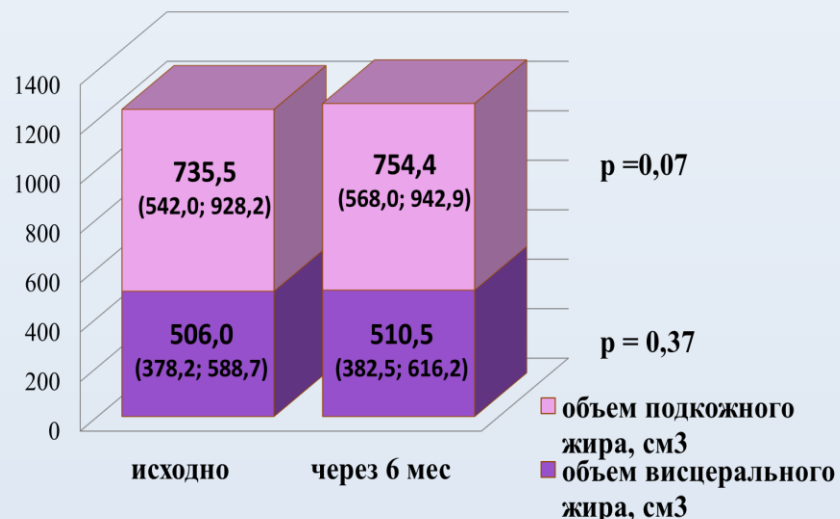 1400
1200
1000
800
600
400
200
0
735,5
(542,0; 928,2)
754,4
(568,0; 942,9)
p =0,07
506,0
(378,2; 588,7)
510,5
(382,5; 616,2)
p = 0,37
исходно
через 6 мес
объем подкожного
жира, см3
объем висцерального
жира, см3